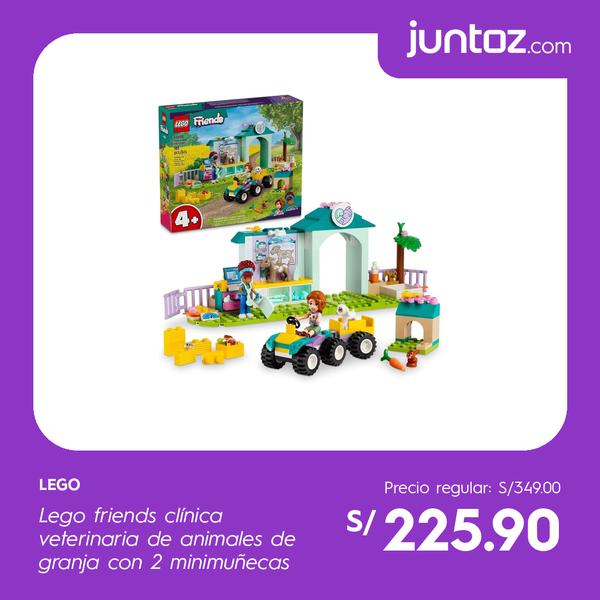 juntoz.com
LEGO
Friends
4+
LEGO
Lego friends clínica
veterinaria de animales de
granja con 2 minimuñecas
Precio regular: S/349.00
S/ 225.90